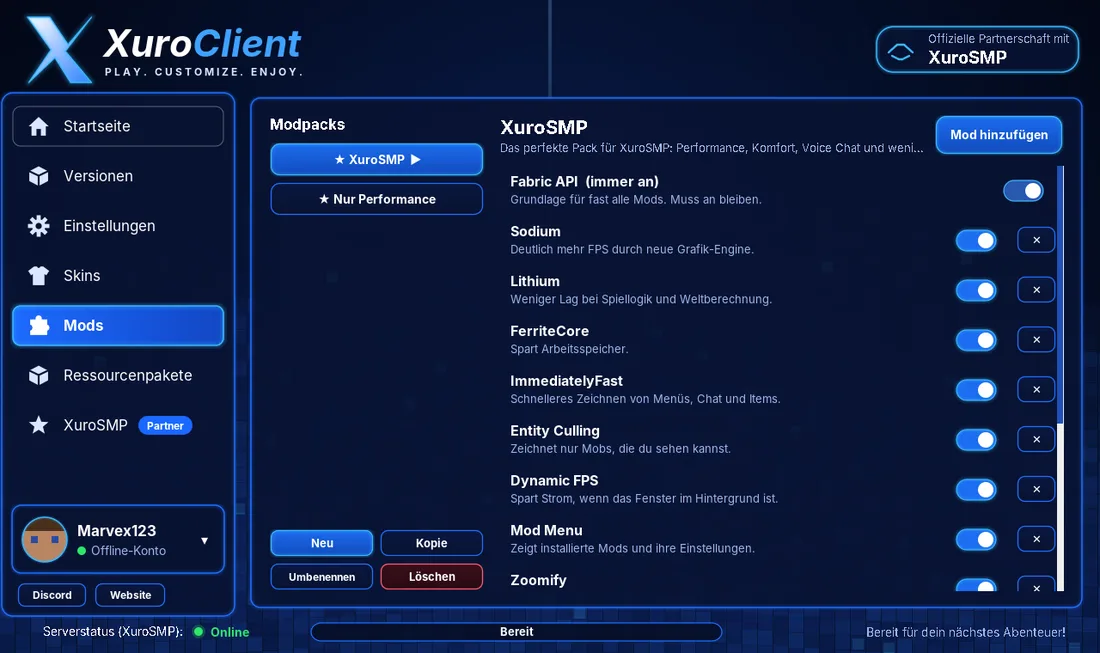 XuroClient
PLAY. CUSTOMIZE. ENJOY.
Offizielle Partnerschaft mit
XuroSMP
Startseite
Versionen
Einstellungen
Skins
Mods
Ressourcenpakete
XuroSMP Partner
Marvex123
Offline-Konto ▼
Discord Website
Modpacks
★ XuroSMP ▶
★ Nur Performance
Neu Kopie
Umbenennen Löschen
XuroSMP
Das perfekte Pack für XuroSMP: Performance, Komfort, Voice Chat und weni...
Mod hinzufügen
Fabric API (immer an)
Grundlage für fast alle Mods. Muss an bleiben.
Sodium
Deutlich mehr FPS durch neue Grafik-Engine.
×
Lithium
Weniger Lag bei Spiellogik und Weltberechnung.
×
FerriteCore
Spart Arbeitsspeicher.
×
ImmediatelyFast
Schnelleres Zeichnen von Menüs, Chat und Items.
×
Entity Culling
Zeichnet nur Mobs, die du sehen kannst.
×
Dynamic FPS
Spart Strom, wenn das Fenster im Hintergrund ist.
×
Mod Menu
Zeigt installierte Mods und ihre Einstellungen.
×
Zoomify
×
Serverstatus (XuroSMP): Online
Bereit
Bereit für dein nächstes Abenteuer!